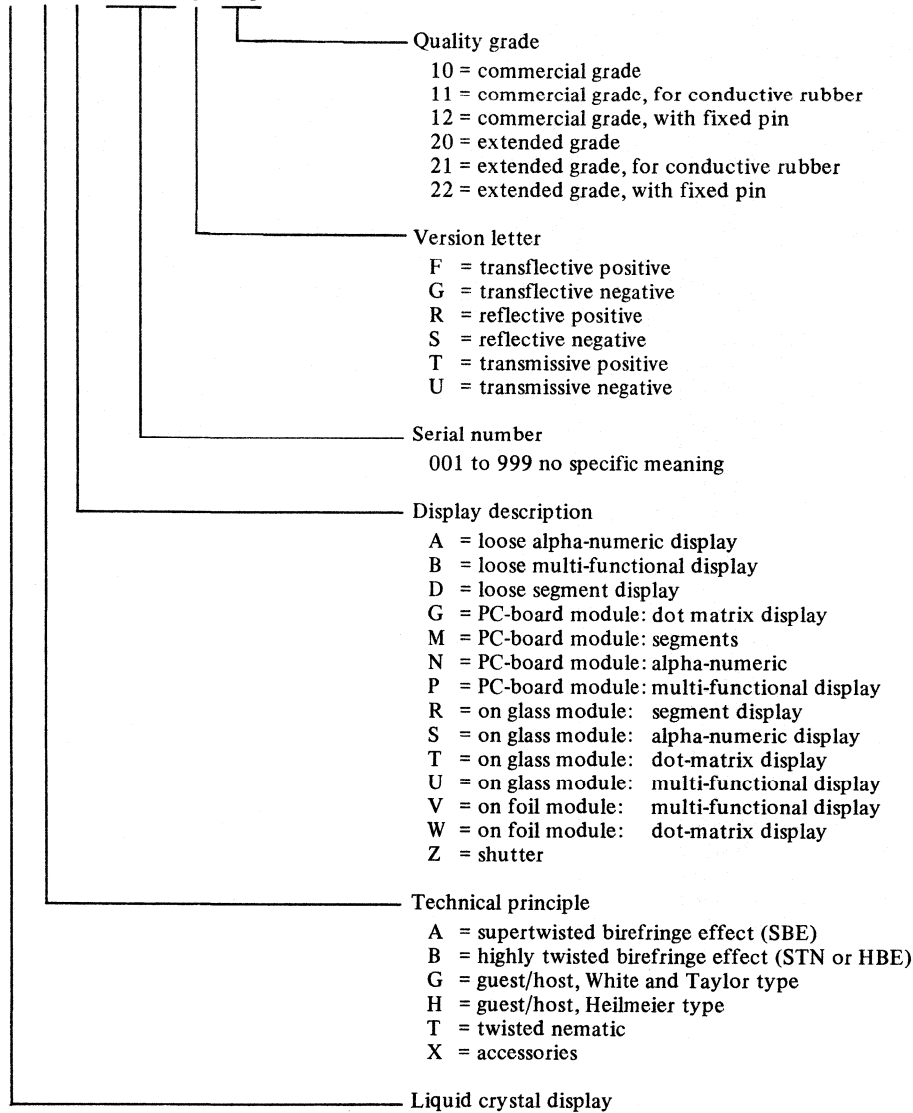 Quality grade
10 = commercial grade
11 = commercial grade, for conductive rubber
12 = commercial grade, with fixed pin
20 = extended grade
21 = extended grade, for conductive rubber
22 = extended grade, with fixed pin
Version letter
F = transflective positive
G = transflective negative
R = reflective positive
S = reflective negative
T = transmissive positive
U = transmissive negative
Serial number
001 to 999 no specific meaning
Display description
A = loose alpha-numeric display
B = loose multi-functional display
D = loose segment display
G = PC-board module: dot matrix display
M = PC-board module: segments
N = PC-board module: alpha-numeric
P = PC-board module: multi-functional display
R = on glass module: segment display
S = on glass module: alpha-numeric display
T = on glass module: dot-matrix display
U = on glass module: multi-functional display
V = on foil module: multi-functional display
W = on foil module: dot-matrix display
Z = shutter
Technical principle
A = supertwisted birefringe effect (SBE)
B = highly twisted birefringe effect (STN or HBE)
G = guest/host, White and Taylor type
H = guest/host, Heilmeier type
T = twisted nematic
X = accessories
Liquid crystal display